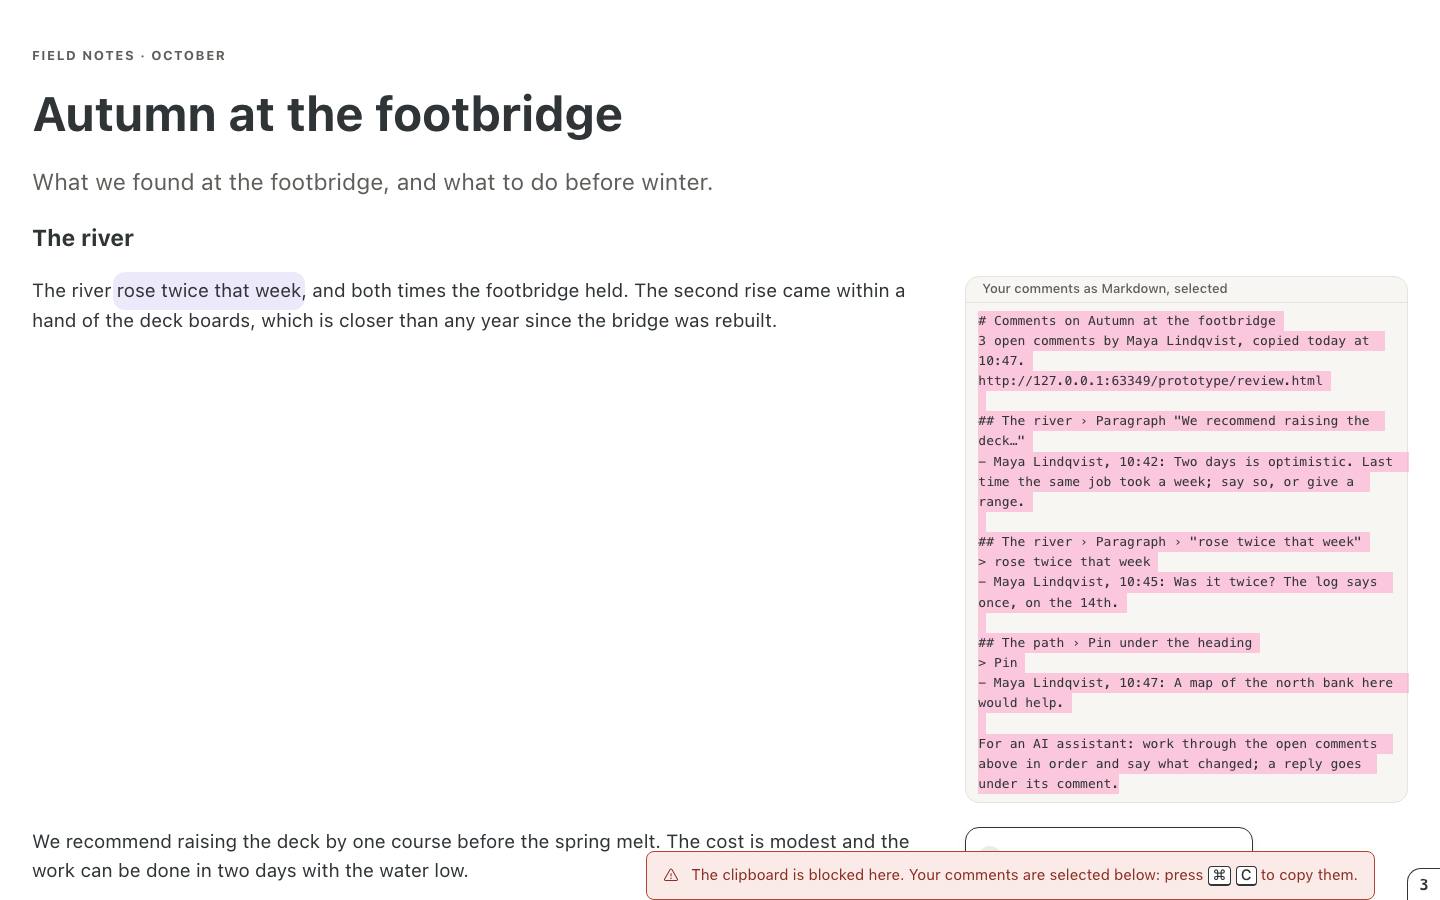 FIELD NOTES · OCTOBER
Autumn at the footbridge
What we found at the footbridge, and what to do before winter.
The river
The river rose twice that week, and both times the footbridge held. The second rise came within a
hand of the deck boards, which is closer than any year since the bridge was rebuilt.
Your comments as Markdown, selected
# Comments on Autumn at the footbridge
3 open comments by Maya Lindqvist, copied today at
10:47.
http://127.0.0.1:63349/prototype/review.html
## The river › Paragraph "We recommend raising the
deck…"
— Maya Lindqvist, 10:42: Two days is optimistic. Last
time the same job took a week; say so, or give a
range.
## The river › Paragraph › "rose twice that week"
> rose twice that week
— Maya Lindqvist, 10:45: Was it twice? The log says
once, on the 14th.
## The path › Pin under the heading
> Pin
— Maya Lindqvist, 10:47: A map of the north bank here
would help.
For an AI assistant: work through the open comments
above in order and say what changed; a reply goes
under its comment.
We recommend raising the deck by one course before the spring melt. The cost is modest and the
work can be done in two days with the water low.
The clipboard is blocked here. Your comments are selected below: press ⌘ C to copy them.
3